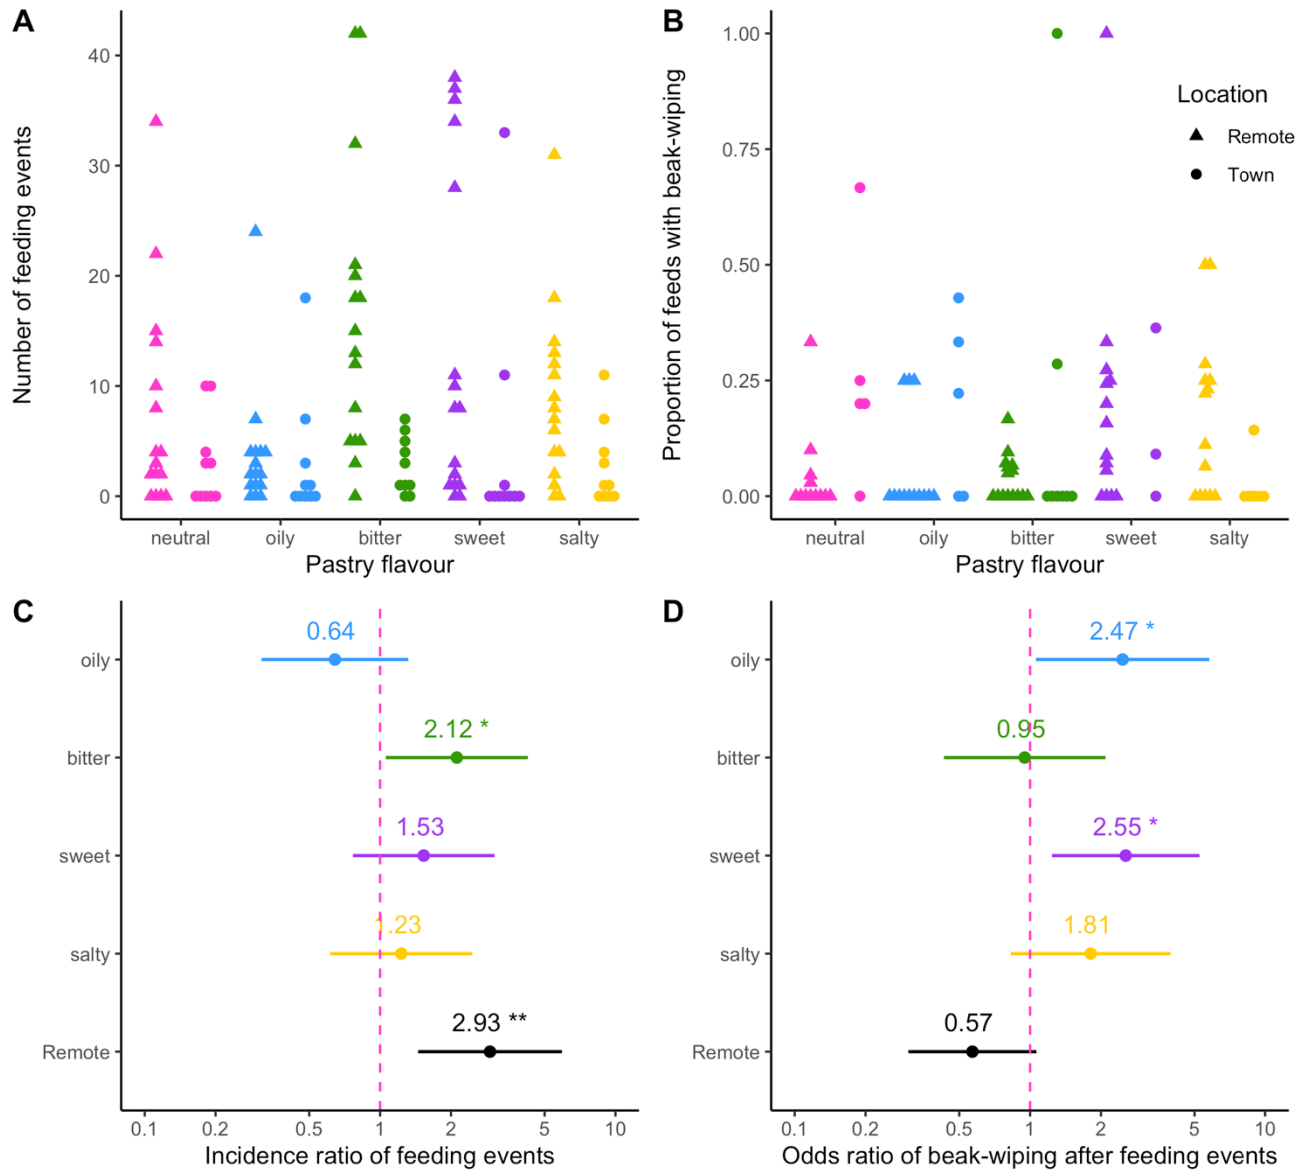 A
Number of feeding events
40
30
20
10
0
neutral oily bitter sweet salty
Pastry flavour
B
Proportion of feeds with beak-wiping
1.00
0.75
0.50
0.25
0.00
Location
Remote
Town
neutral oily bitter sweet salty
Pastry flavour
C
oily
bitter
sweet
salty
Remote
0.64
2.12 *
1.53
1.23
2.93 **
0.1 0.2 0.5 1 2 5 10
Incidence ratio of feeding events
D
oily
bitter
sweet
salty
Remote
2.47 *
0.95
2.55 *
1.81
0.57
0.1 0.2 0.5 1 2 5 10
Odds ratio of beak-wiping after feeding events